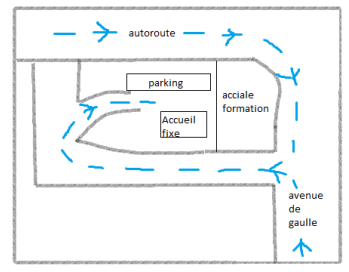 autoroute
parking
acciale
formation
Accueil
fixe
avenue
de
gaulle